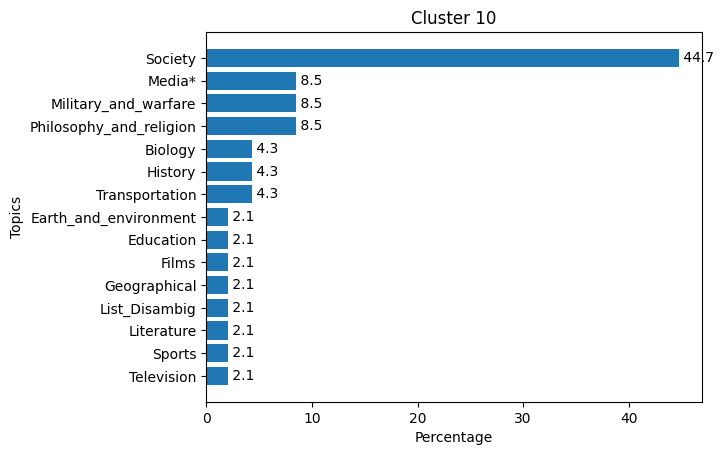 Cluster 10
Society 44.7
Media* 8.5
Military_and_warfare 8.5
Philosophy_and_religion 8.5
Biology 4.3
History 4.3
Transportation 4.3
Earth_and_environment 2.1
Education 2.1
Films 2.1
Geographical 2.1
List_Disambig 2.1
Literature 2.1
Sports 2.1
Television 2.1
Topics
0 10 20 30 40
Percentage